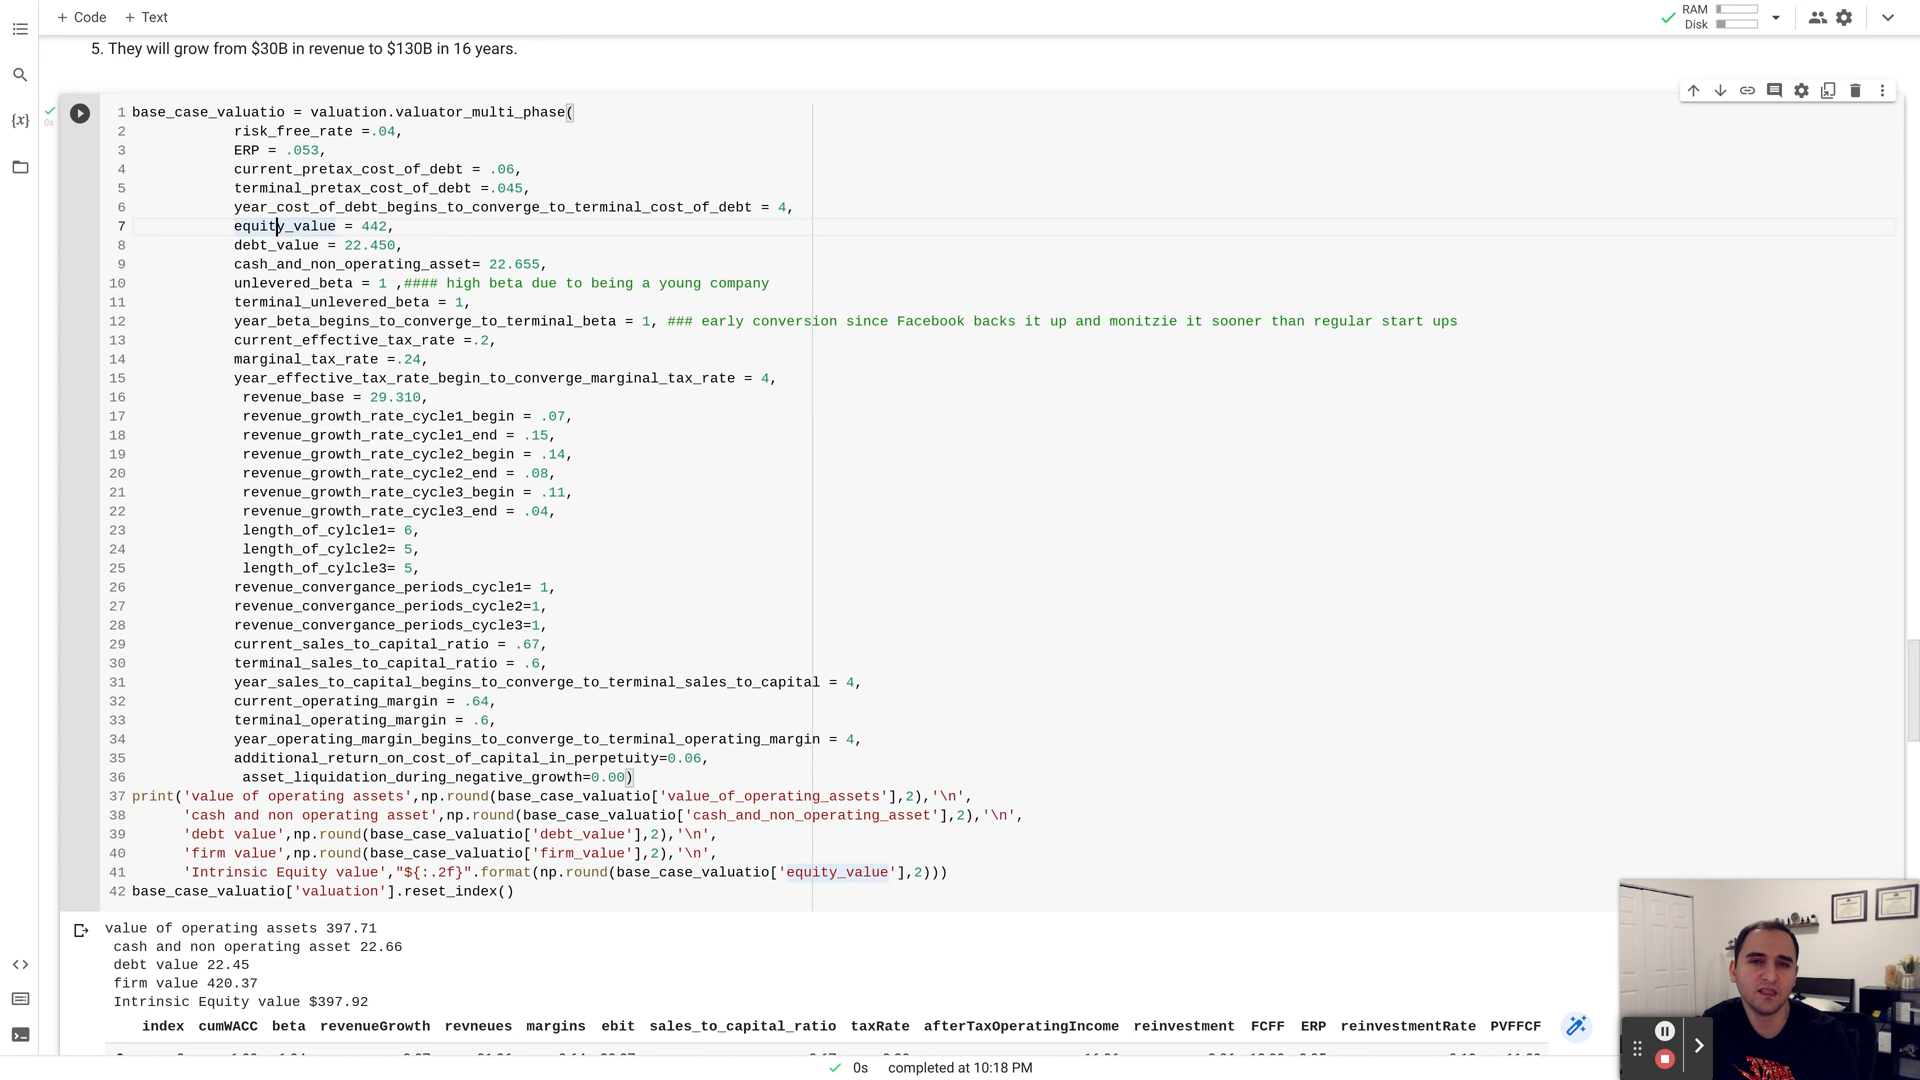 + Code + Text
RAM
Disk
5. They will grow from $30B in revenue to $130B in 16 years.
{x}
0s
1 base_case_valuatio = valuation.valuator_multi_phase(
2 risk_free_rate =.04,
3 ERP = .053,
4 current_pretax_cost_of_debt = .06,
5 terminal_pretax_cost_of_debt =.045,
6 year_cost_of_debt_begins_to_converge_to_terminal_cost_of_debt = 4,
7 equity_value = 442,
8 debt_value = 22.450,
9 cash_and_non_operating_asset= 22.655,
10 unlevered_beta = 1 ,#### high beta due to being a young company
11 terminal_unlevered_beta = 1,
12 year_beta_begins_to_converge_to_terminal_beta = 1, ### early conversion since Facebook backs it up and monitzie it sooner than regular start ups
13 current_effective_tax_rate =.2,
14 marginal_tax_rate =.24,
15 year_effective_tax_rate_begin_to_converge_marginal_tax_rate = 4,
16 revenue_base = 29.310,
17 revenue_growth_rate_cycle1_begin = .07,
18 revenue_growth_rate_cycle1_end = .15,
19 revenue_growth_rate_cycle2_begin = .14,
20 revenue_growth_rate_cycle2_end = .08,
21 revenue_growth_rate_cycle3_begin = .11,
22 revenue_growth_rate_cycle3_end = .04,
23 length_of_cylcle1= 6,
24 length_of_cylcle2= 5,
25 length_of_cylcle3= 5,
26 revenue_convergance_periods_cycle1= 1,
27 revenue_convergance_periods_cycle2=1,
28 revenue_convergance_periods_cycle3=1,
29 current_sales_to_capital_ratio = .67,
30 terminal_sales_to_capital_ratio = .6,
31 year_sales_to_capital_begins_to_converge_to_terminal_sales_to_capital = 4,
32 current_operating_margin = .64,
33 terminal_operating_margin = .6,
34 year_operating_margin_begins_to_converge_to_terminal_operating_margin = 4,
35 additional_return_on_cost_of_capital_in_perpetuity=0.06,
36 asset_liquidation_during_negative_growth=0.00)
37 print('value of operating assets',np.round(base_case_valuatio['value_of_operating_assets'],2),'\n',
38 'cash and non operating asset',np.round(base_case_valuatio['cash_and_non_operating_asset'],2),'\n',
39 'debt value',np.round(base_case_valuatio['debt_value'],2),'\n',
40 'firm value',np.round(base_case_valuatio['firm_value'],2),'\n',
41 'Intrinsic Equity value',"${:.2f}".format(np.round(base_case_valuatio['equity_value'],2)))
42 base_case_valuatio['valuation'].reset_index()
value of operating assets 397.71
cash and non operating asset 22.66
debt value 22.45
firm value 420.37
Intrinsic Equity value $397.92
index cumWACC beta revenueGrowth revneues margins ebit sales_to_capital_ratio taxRate afterTaxOperatingIncome reinvestment FCFF ERP reinvestmentRate PVFFCF
0s completed at 10:18 PM